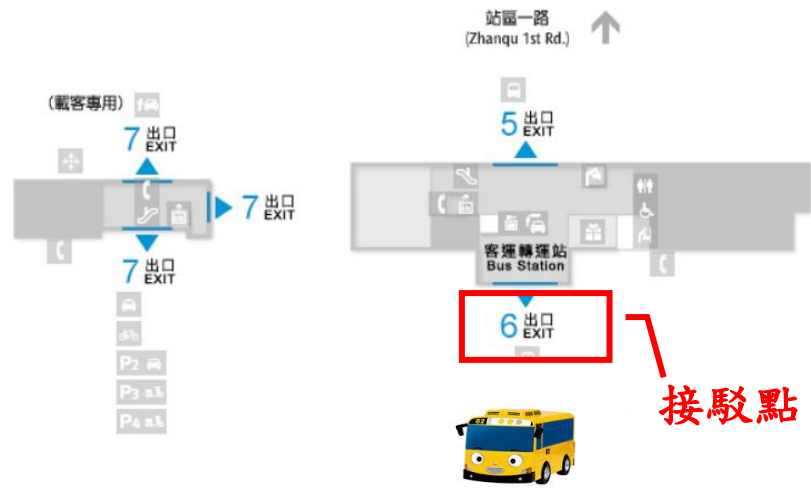 站區一路
(Zhanqu 1st Rd.)
(載客專用)
7 出口
EXIT
5 出口
EXIT
7 出口
EXIT
7 出口
EXIT
客運轉運站
Bus Station
6 出口
EXIT
P2
P3
P4
接駁點
02